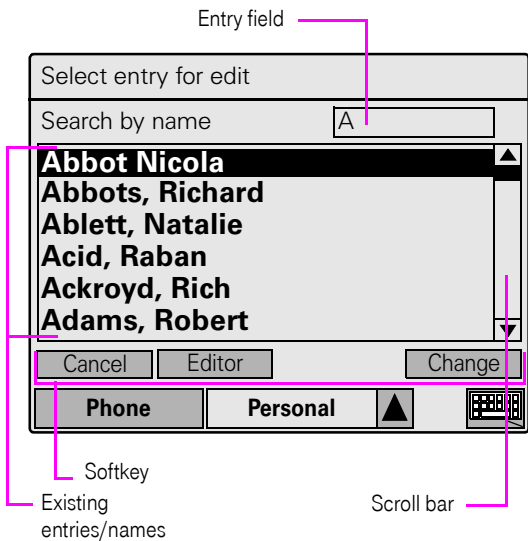 Entry field
Select entry for edit
Search by name A
Abbot Nicola
Abbots, Richard
Ablett, Natalie
Acid, Raban
Ackroyd, Rich
Adams, Robert
Cancel Editor Change
Phone Personal
Softkey
Existing
entries/names
Scroll bar